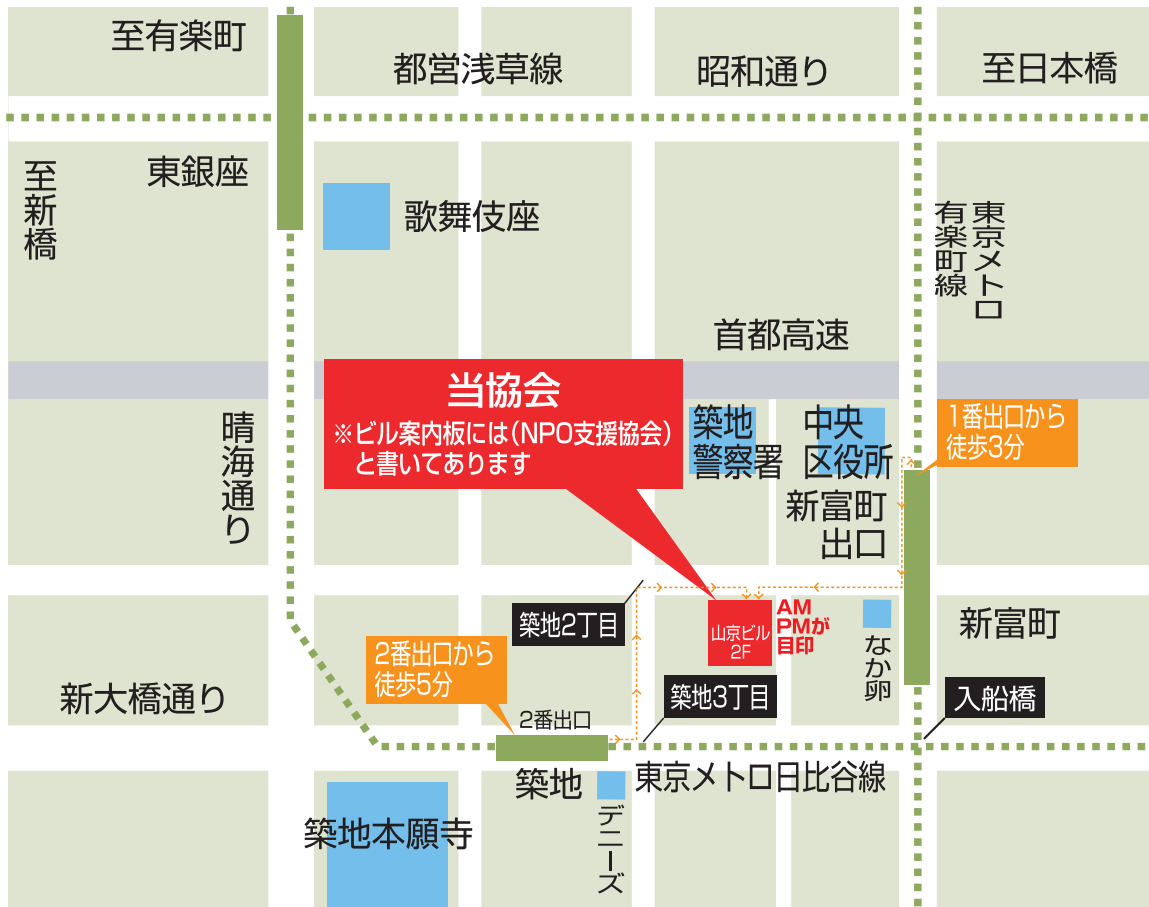 至有楽町
都営浅草線
昭和通り
至日本橋
至新橋
東銀座
歌舞伎座
東京メトロ
有楽町線
首都高速
当協会
※ビル案内板には(NPO支援協会)
と書いてあります
晴海通り
築地
警察署
中央
区役所
1番出口から
徒歩3分
新富町
出口
築地2丁目
山京ビル
2F
AM
PMが
目印
なか卯
新富町
2番出口から
徒歩5分
新大橋通り
築地3丁目
入船橋
2番出口
築地
東京メトロ日比谷線
デニーズ
築地本願寺